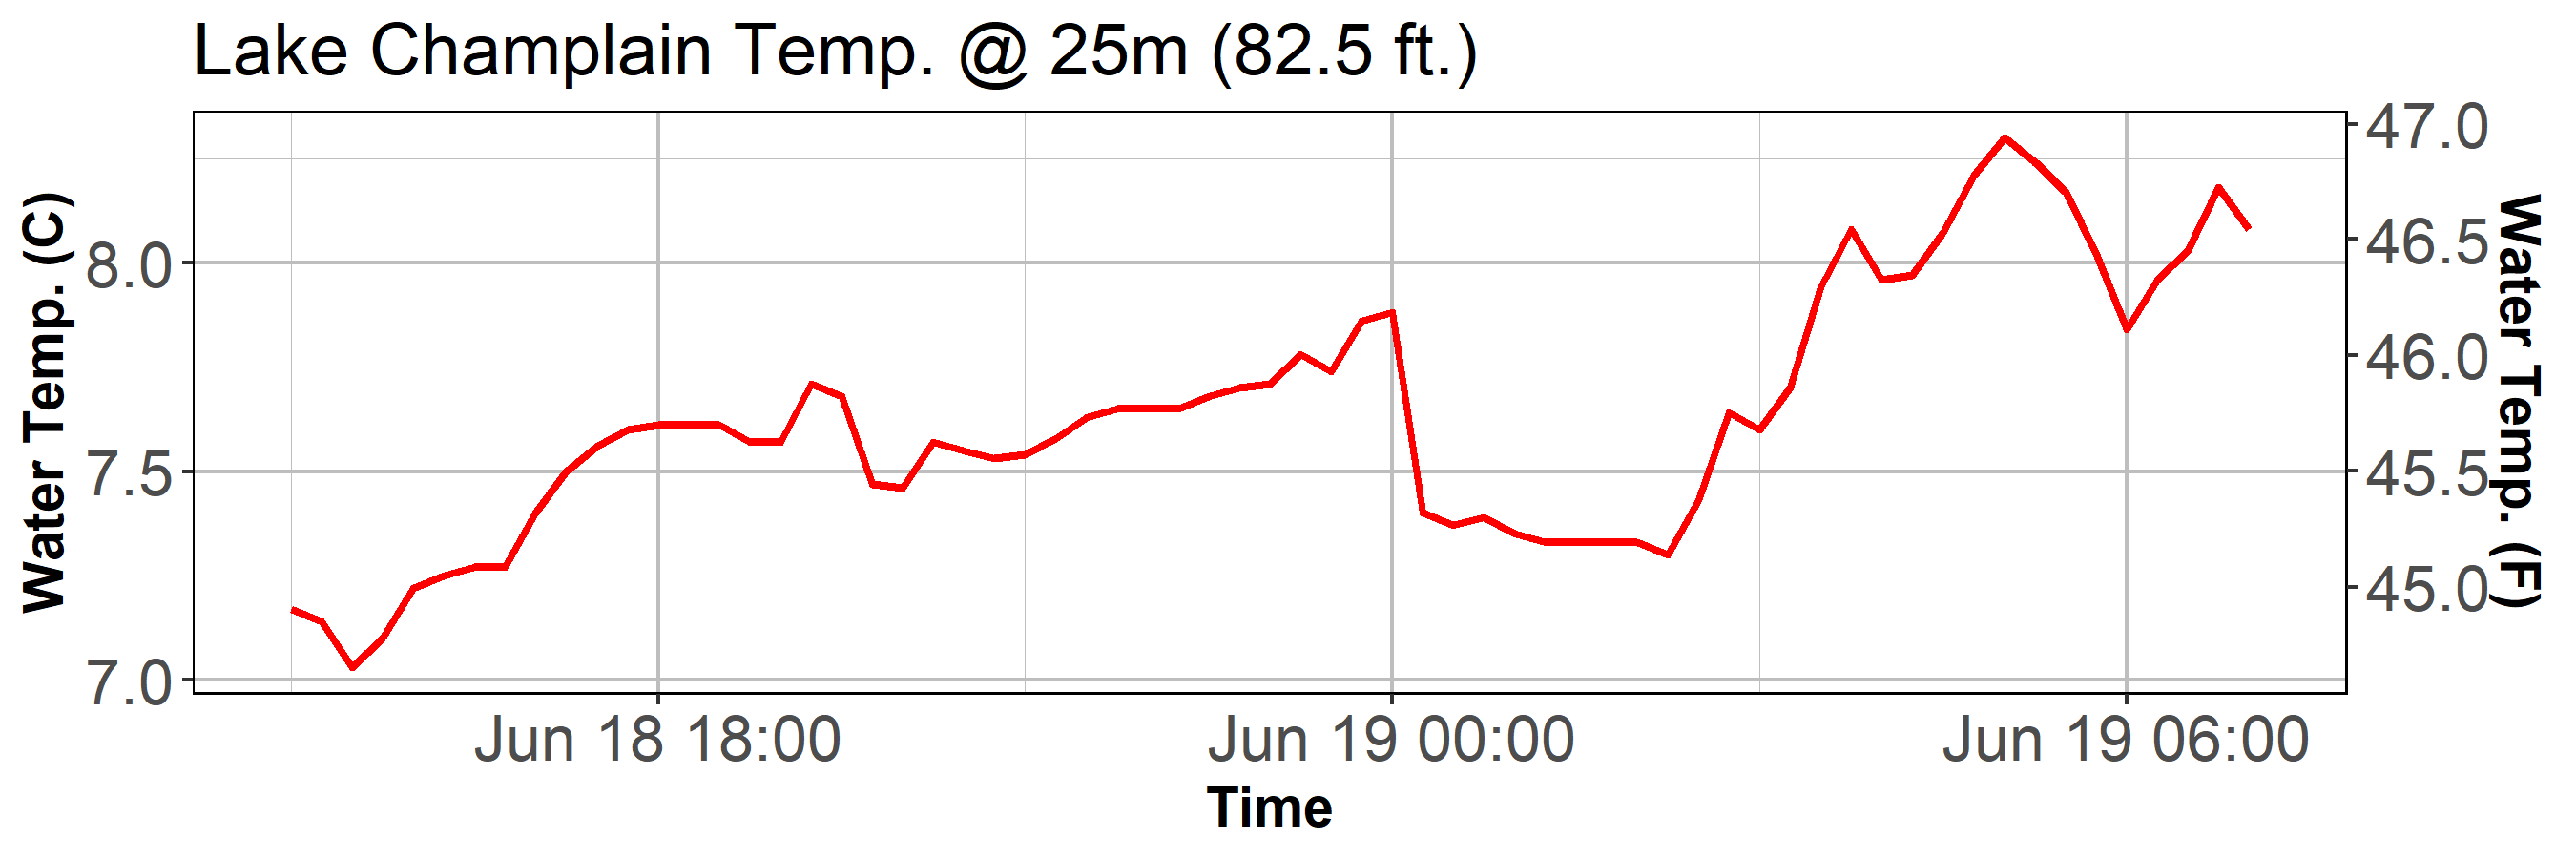 Lake Champlain Temp. @ 25m (82.5 ft.)
Water Temp. (C)
8.0
7.5
7.0
47.0
46.5
46.0
45.5
45.0
Water Temp. (F)
Jun 18 18:00
Jun 19 00:00
Jun 19 06:00
Time